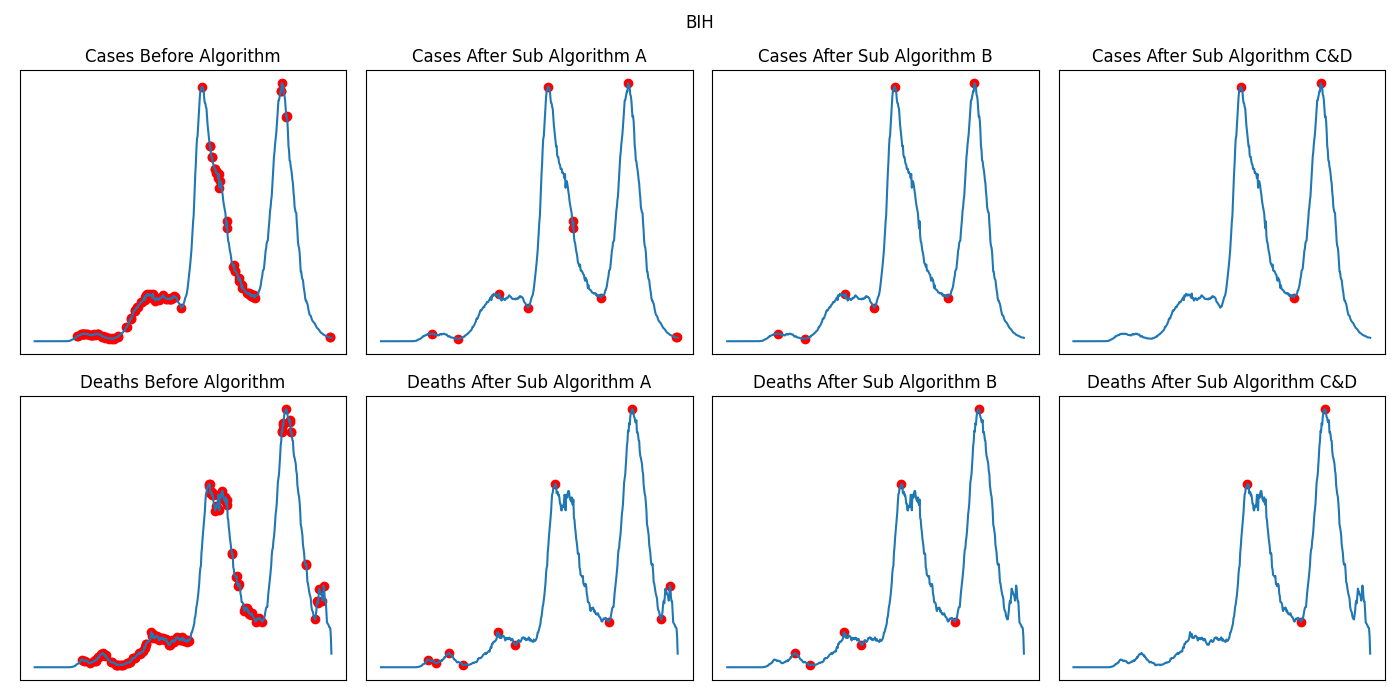 BIH
Cases Before Algorithm
Cases After Sub Algorithm A
Cases After Sub Algorithm B
Cases After Sub Algorithm C&D
Deaths Before Algorithm
Deaths After Sub Algorithm A
Deaths After Sub Algorithm B
Deaths After Sub Algorithm C&D